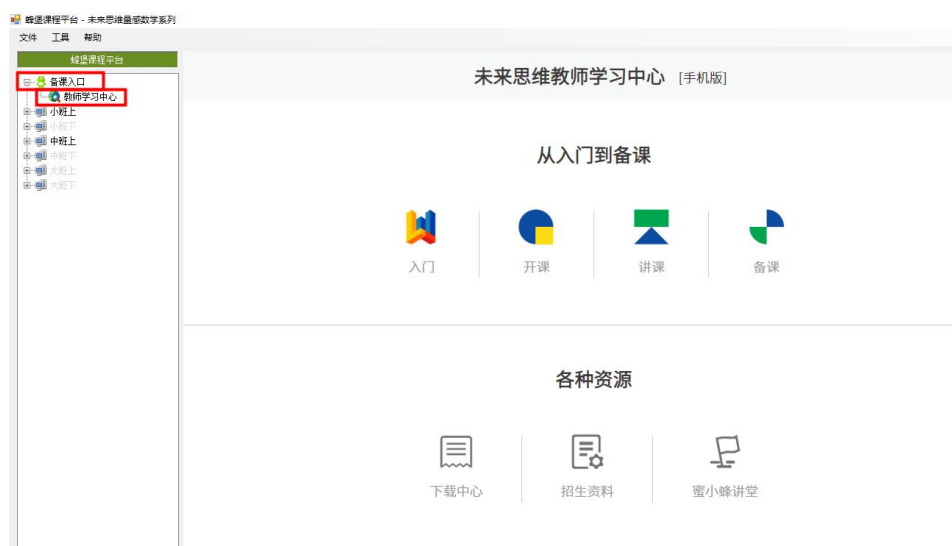 蜂堡课程平台 - 未来思维量感数学系列
文件 工具 帮助
蜂堡课程平台
备课入口
教师学习中心
小班上
小班下
中班上
中班下
大班上
大班下
未来思维教师学习中心 [手机版]
从入门到备课
入门 开课 讲课 备课
各种资源
下载中心 招生资料 蜜小蜂讲堂